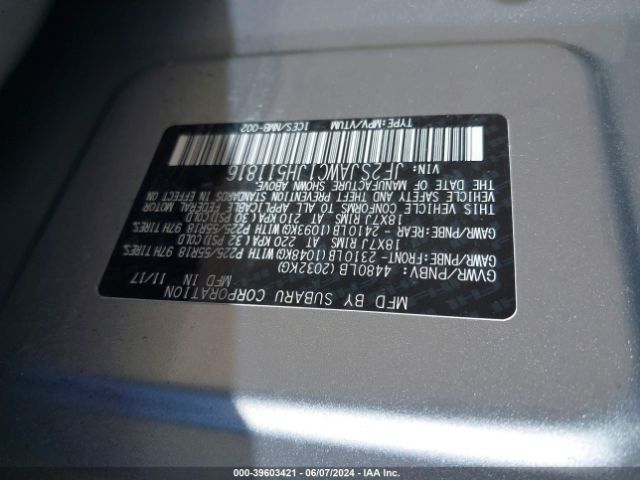 MFD BY SUBARU CORPORATION
MFD IN 11/17
GVWR/PNBV: 4480LB (2032KG)
GAWR/PNBE: FRONT- 2310LB (1048KG) WITH P225/55R18 97H TIRES.
18X7J RIMS AT 220 KPA (32 PSI) COLD
GAWR/PNBE: REAR - 2410LB (1093KG) WITH P225/55R18 97H TIRES.
18X7J RIMS AT 210 KPA (30 PSI) COLD
THIS VEHICLE CONFORMS TO ALL APPLICABLE FEDERAL MOTOR
VEHICLE SAFETY AND THEFT PREVENTION STANDARDS IN EFFECT ON
THE DATE OF MANUFACTURE SHOWN ABOVE.
VIN: JF2SJAWC1JH511816
TYPE:MPV/VTUM ICES/NMB-002
000-39603421 - 06/07/2024 - IAA Inc.